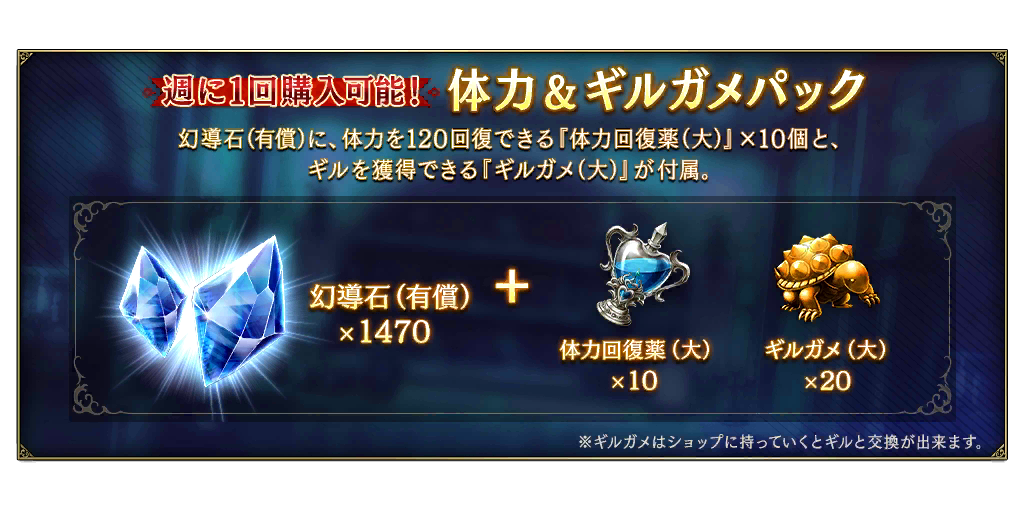 週に1回購入可能! 体力&ギルガメパック
幻導石(有償)に、体力を120回復できる『体力回復薬(大)』×10個と、
ギルを獲得できる『ギルガメ(大)』が付属。
幻導石(有償)
×1470
+
体力回復薬(大)
×10
ギルガメ(大)
×20
※ギルガメはショップに持っていくとギルと交換が出来ます。